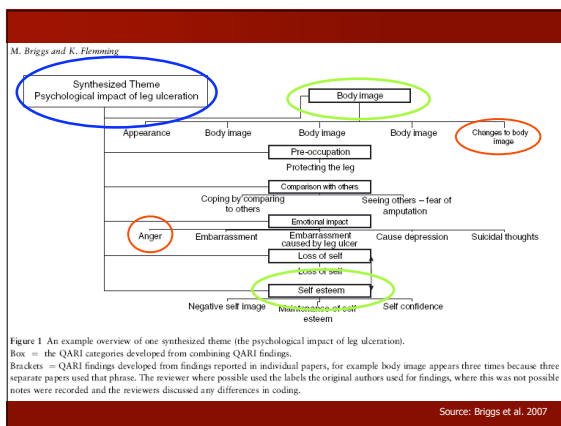 M. Briggs and K. Flemming
Synthesized Theme
Psychological impact of leg ulceration
Body image
Appearance
Body image
Body image
Body image
Changes to body
image
Pre-occupation
Protecting the leg
Comparison with others
Coping by comparing
to others
Seeing others – fear of
amputation
Emotional impact
Anger
Embarrassment
Embarrassment
caused by leg ulcer
Cause depression
Suicidal thoughts
Loss of self
Loss of self
Self esteem
Negative self image
Maintenance of self
esteem
Self confidence
Figure 1 An example overview of one synthesized theme (the psychological impact of leg ulceration).
Box = the QARI categories developed from combining QARI findings.
Brackets = QARI findings developed from findings reported in individual papers, for example body image appears three times because three
separate papers used that phrase. The reviewer where possible used the labels the original authors used for findings, where this was not possible
notes were recorded and the reviewers discussed any differences in coding.
Source: Briggs et al. 2007